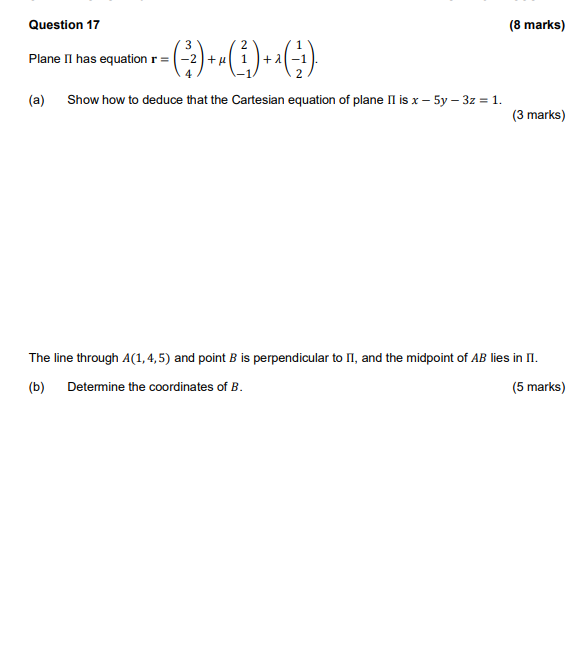 Question 17 (8 marks)
Plane Π has equation r = (3 −2 4) + μ (2 1 −1) + λ (1 −1 2).
(a) Show how to deduce that the Cartesian equation of plane Π is x − 5y − 3z = 1.
(3 marks)
The line through A(1, 4, 5) and point B is perpendicular to Π, and the midpoint of AB lies in Π.
(b) Determine the coordinates of B. (5 marks)